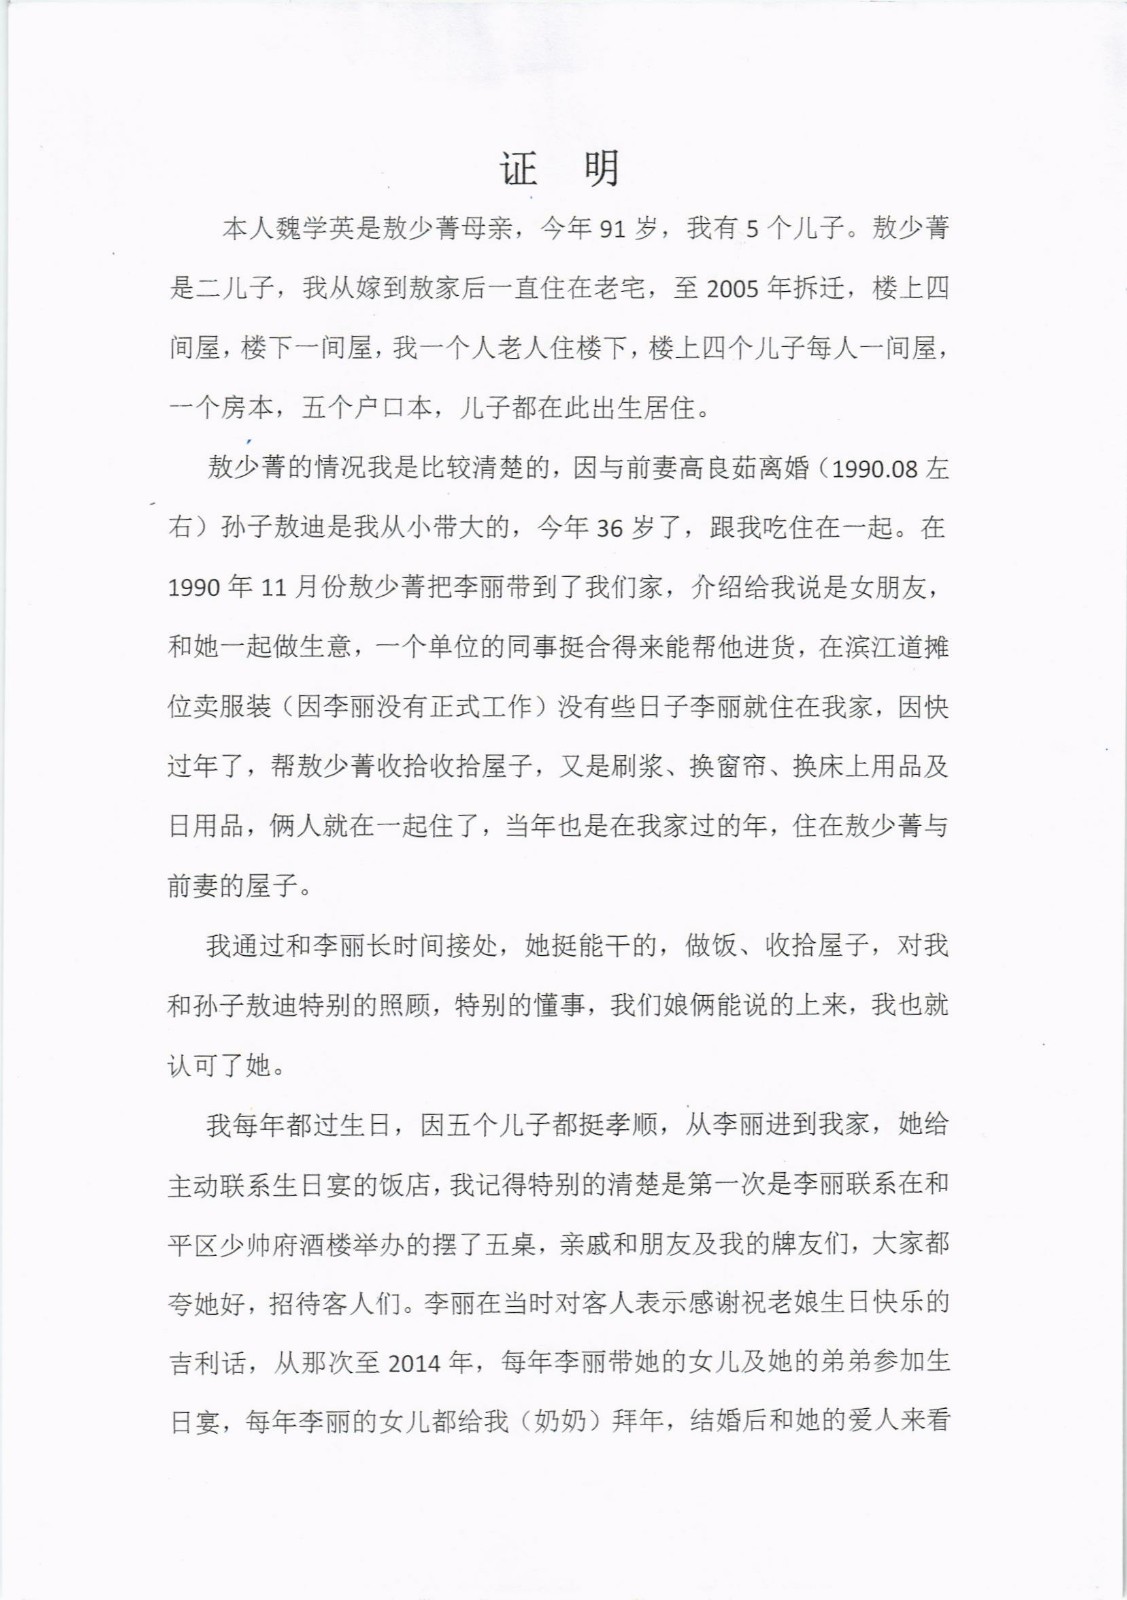 证 明
本人魏学英是敖少菁母亲，今年 91 岁，我有 5 个儿子。敖少菁
是二儿子，我从嫁到敖家后一直住在老宅，至 2005 年拆迁，楼上四
间屋，楼下一间屋，我一个人老人住楼下，楼上四个儿子每人一间屋，
一个房本，五个户口本，儿子都在此出生居住。
敖少菁的情况我是比较清楚的，因与前妻高良茹离婚（1990.08 左
右）孙子敖迪是我从小带大的，今年 36 岁了，跟我吃住在一起。在
1990 年 11 月份敖少菁把李丽带到了我们家，介绍给我说是女朋友，
和她一起做生意，一个单位的同事挺合得来能帮他进货，在滨江道摊
位卖服装（因李丽没有正式工作）没有些日子李丽就住在我家，因快
过年了，帮敖少菁收拾收拾屋子，又是刷浆、换窗帘、换床上用品及
日用品，俩人就在一起住了，当年也是在我家过的年，住在敖少菁与
前妻的屋子。
我通过和李丽长时间接处，她挺能干的，做饭、收拾屋子，对我
和孙子敖迪特别的照顾，特别的懂事，我们娘俩能说的上来，我也就
认可了她。
我每年都过生日，因五个儿子都挺孝顺，从李丽进到我家，她给
主动联系生日宴的饭店，我记得特别的清楚是第一次是李丽联系在和
平区少帅府酒楼举办的摆了五桌，亲戚和朋友及我的牌友们，大家都
夸她好，招待客人们。李丽在当时对客人表示感谢祝老娘生日快乐的
吉利话，从那次至 2014 年，每年李丽带她的女儿及她的弟弟参加生
日宴，每年李丽的女儿都给我（奶奶）拜年，结婚后和她的爱人来看